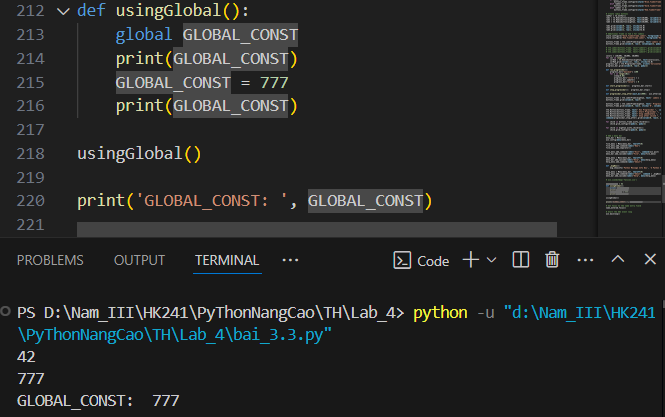 212 def usingGlobal():
213     global GLOBAL_CONST
214     print(GLOBAL_CONST)
215     GLOBAL_CONST = 777
216     print(GLOBAL_CONST)
217
218 usingGlobal()
219
220 print('GLOBAL_CONST: ', GLOBAL_CONST)
221
PROBLEMS OUTPUT TERMINAL ··· Code
PS D:\Nam_III\HK241\PyThonNangCao\TH\Lab_4> python -u "d:\Nam_III\HK241
\PyThonNangCao\TH\Lab_4\bai_3.3.py"
42
777
GLOBAL_CONST:  777